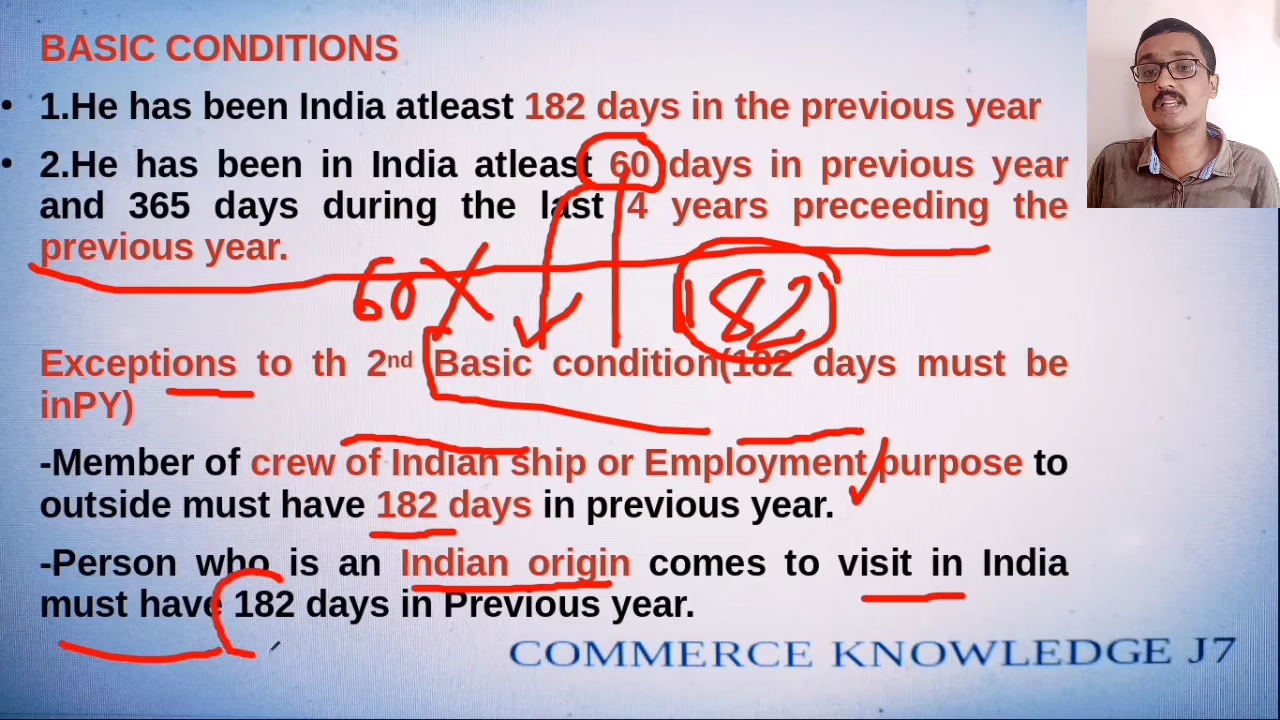 BASIC CONDITIONS
• 1.He has been India atleast 182 days in the previous year
• 2.He has been in India atleast 60 days in previous year
and 365 days during the last 4 years preceeding the
previous year.
60 182
Exceptions to th 2nd Basic condition(182 days must be
inPY)
-Member of crew of Indian ship or Employment purpose to
outside must have 182 days in previous year.
-Person who is an Indian origin comes to visit in India
must have 182 days in Previous year.
COMMERCE KNOWLEDGE J7